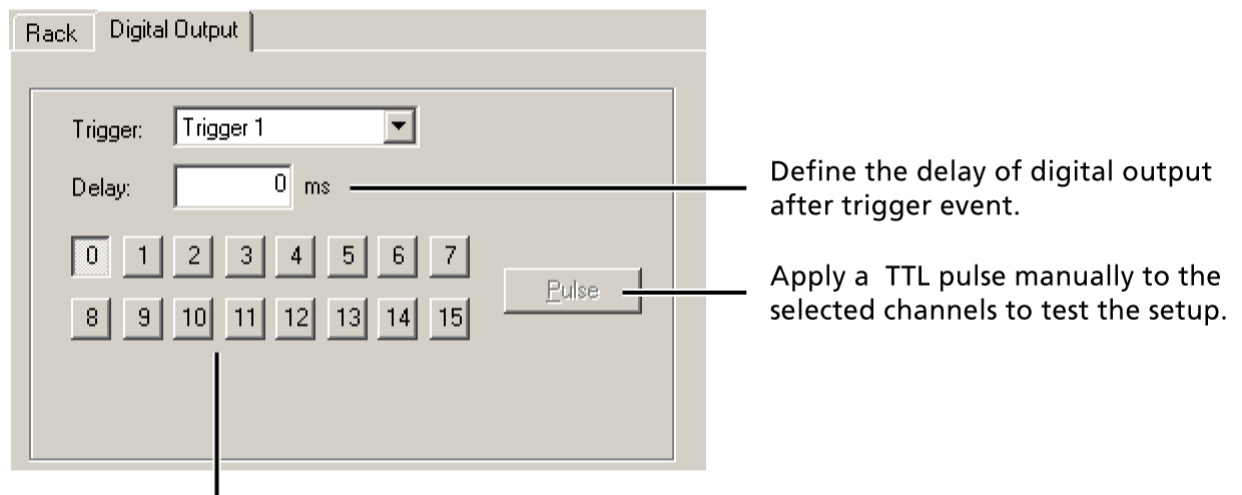 Rack Digital Output
Trigger: Trigger 1
Delay: 0 ms
Define the delay of digital output
after trigger event.
0 1 2 3 4 5 6 7
Pulse
Apply a TTL pulse manually to the
selected channels to test the setup.
8 9 10 11 12 13 14 15